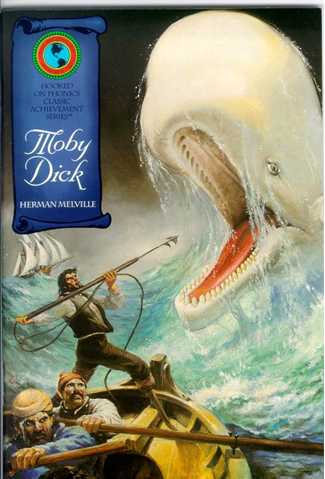 HOOKED
ON PHONICS
CLASSIC
ACHIEVEMENT
SERIES™
Moby
Dick
HERMAN MELVILLE